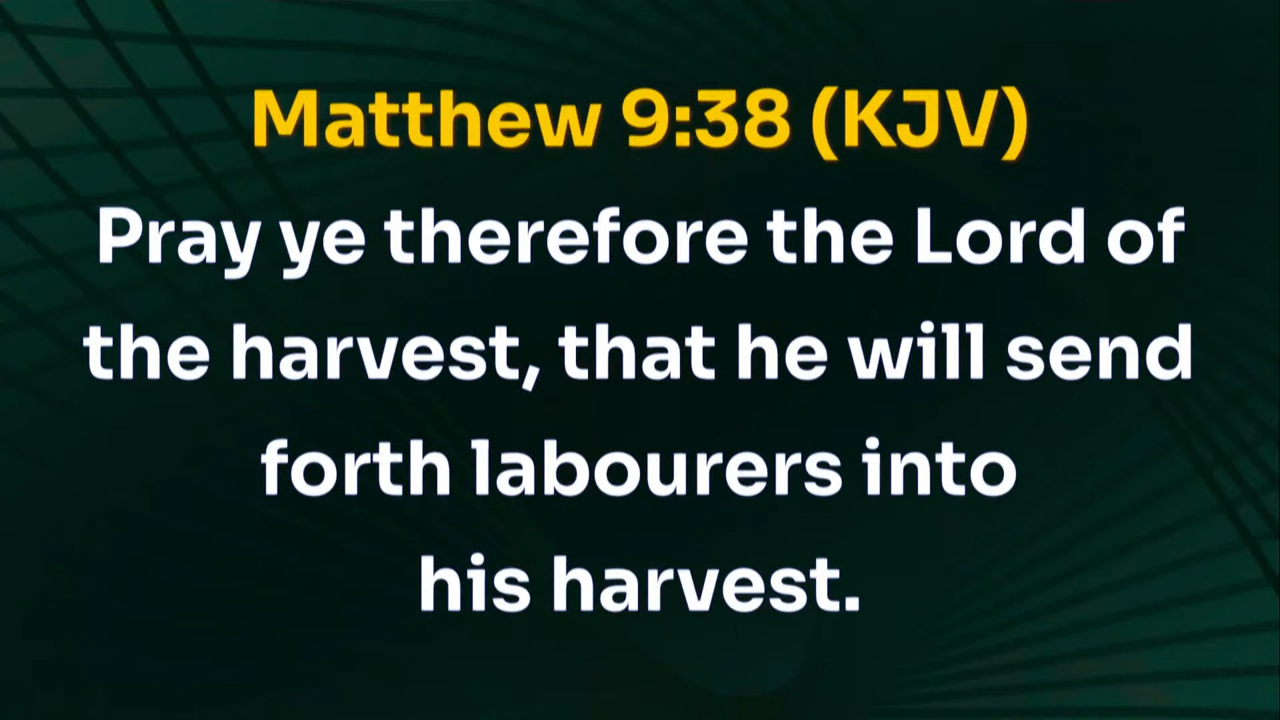 Matthew 9:38 (KJV)
Pray ye therefore the Lord of
the harvest, that he will send
forth labourers into
his harvest.